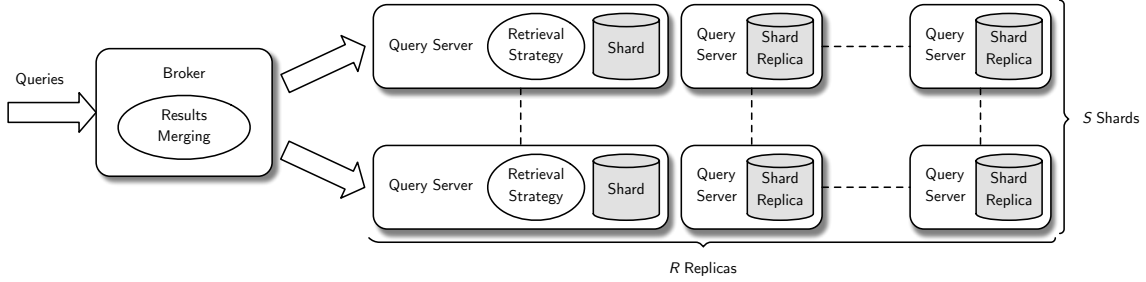 Queries
Broker
Results
Merging
Query Server
Retrieval
Strategy
Shard
Query
Server
Shard
Replica
Query
Server
Shard
Replica
Query Server
Retrieval
Strategy
Shard
Query
Server
Shard
Replica
Query
Server
Shard
Replica
S Shards
R Replicas